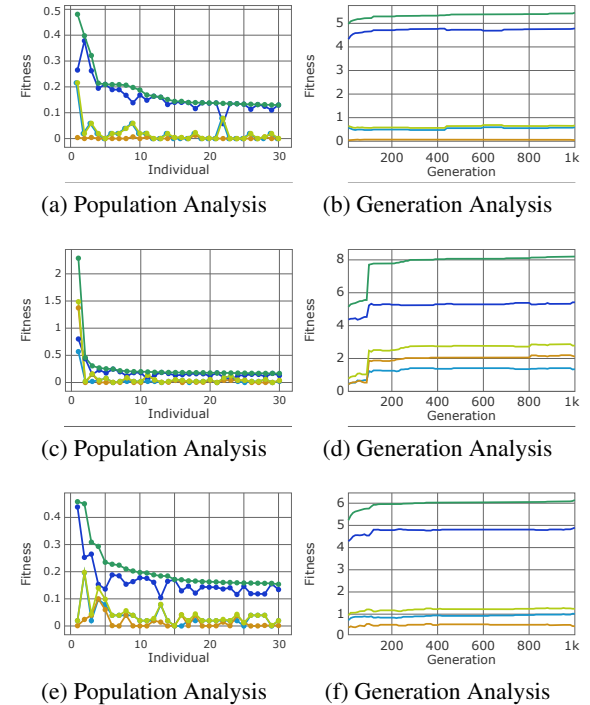 0.5
0.4
0.3
0.2
0.1
0
Fitness
0 10 20 30
Individual
(a) Population Analysis
5
4
3
2
1
0
Fitness
200 400 600 800 1k
Generation
(b) Generation Analysis
2
1.5
1
0.5
0
Fitness
0 10 20 30
Individual
(c) Population Analysis
8
6
4
2
0
Fitness
200 400 600 800 1k
Generation
(d) Generation Analysis
0.4
0.3
0.2
0.1
0
Fitness
0 10 20 30
Individual
(e) Population Analysis
6
5
4
3
2
1
0
Fitness
200 400 600 800 1k
Generation
(f) Generation Analysis